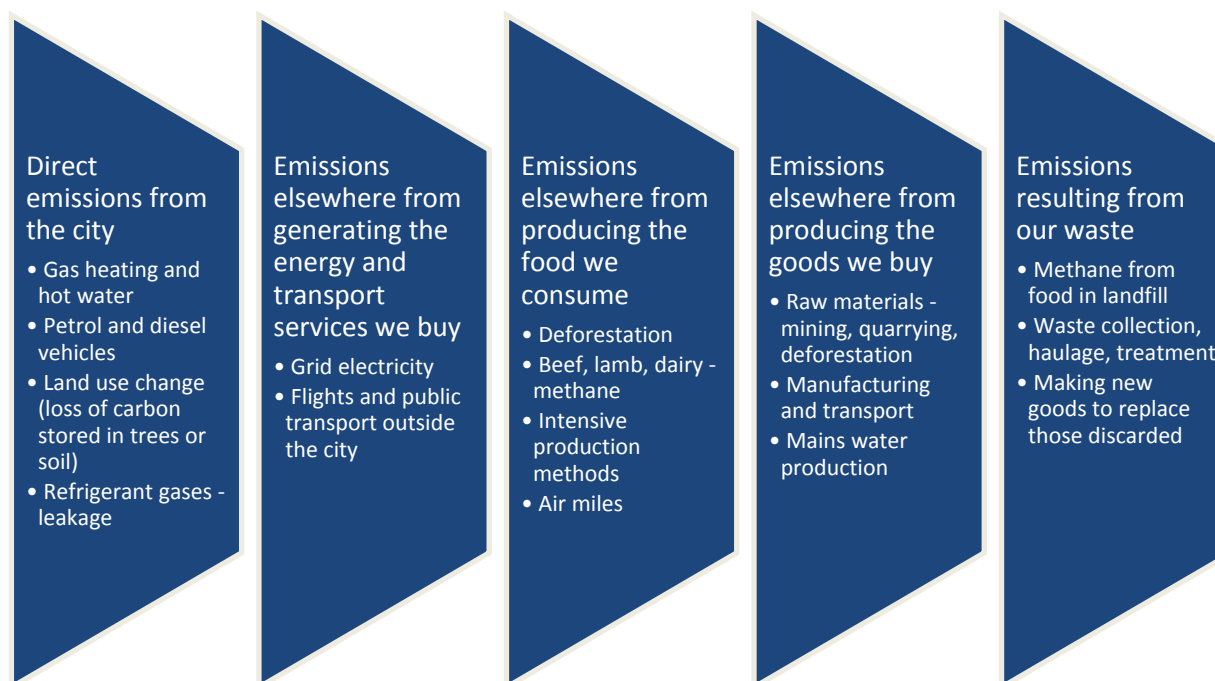 Direct
emissions from
the city
• Gas heating and
hot water
• Petrol and diesel
vehicles
• Land use change
(loss of carbon
stored in trees or
soil)
• Refrigerant gases -
leakage
Emissions
elsewhere from
generating the
energy and
transport
services we buy
• Grid electricity
• Flights and public
transport outside
the city
Emissions
elsewhere from
producing the
food we
consume
• Deforestation
• Beef, lamb, dairy -
methane
• Intensive
production
methods
• Air miles
Emissions
elsewhere from
producing the
goods we buy
• Raw materials -
mining, quarrying,
deforestation
• Manufacturing
and transport
• Mains water
production
Emissions
resulting from
our waste
• Methane from
food in landfill
• Waste collection,
haulage, treatment
• Making new
goods to replace
those discarded